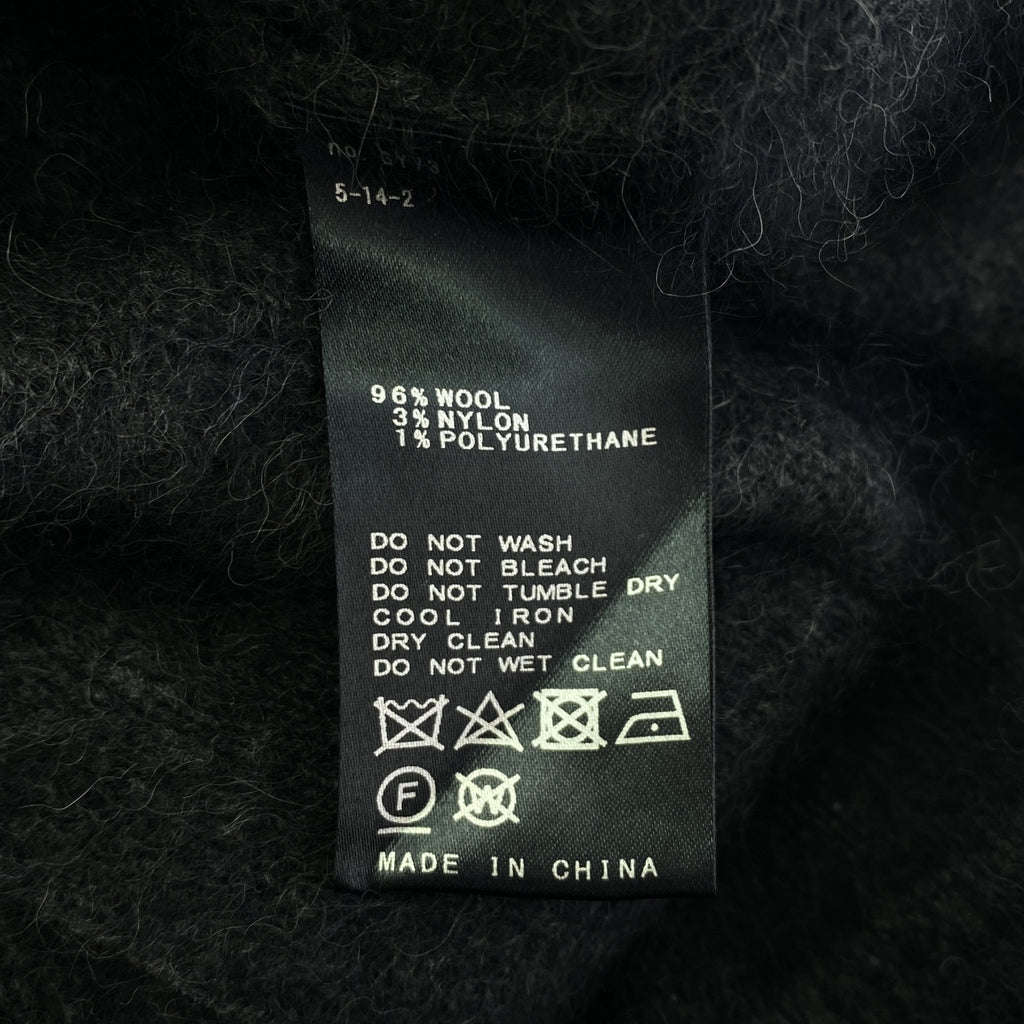 5-14-2
96% WOOL
3% NYLON
1% POLYURETHANE
DO NOT WASH
DO NOT BLEACH
DO NOT TUMBLE DRY
COOL IRON
DRY CLEAN
DO NOT WET CLEAN
F W
MADE IN CHINA